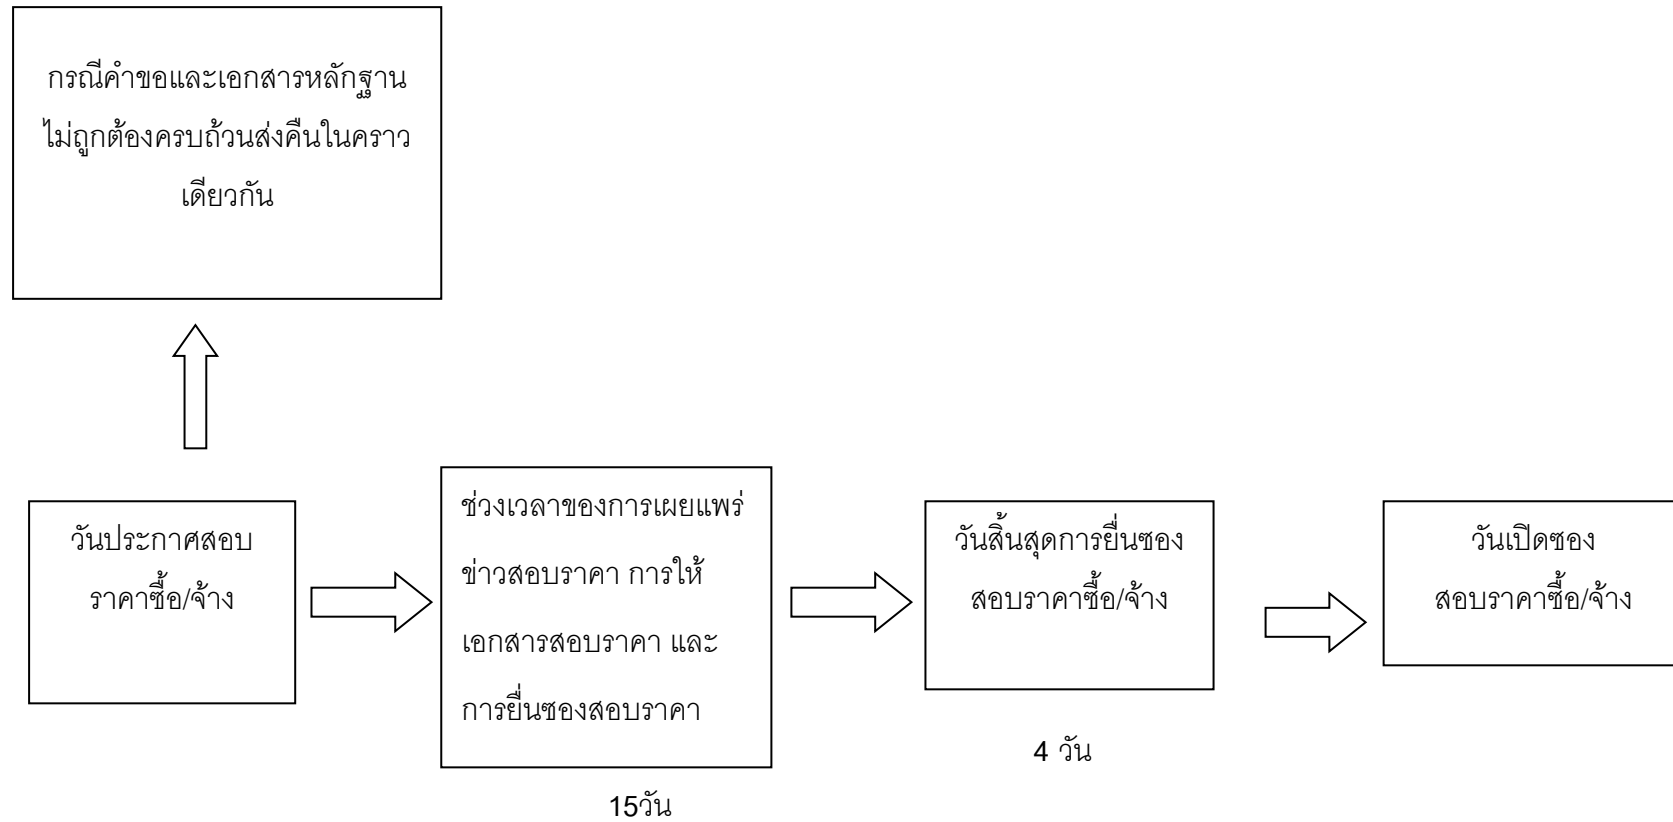 กรณีคำขอและเอกสารหลักฐาน
ไม่ถูกต้องครบถ้วนส่งคืนในคราว
เดียวกัน
วันประกาศสอบ
ราคาซื้อ/จ้าง
ช่วงเวลาของการเผยแพร่
ข่าวสอบราคา การให้
เอกสารสอบราคา และ
การยื่นซองสอบราคา
15วัน
วันสิ้นสุดการยื่นซอง
สอบราคาซื้อ/จ้าง
4 วัน
วันเปิดซอง
สอบราคาซื้อ/จ้าง